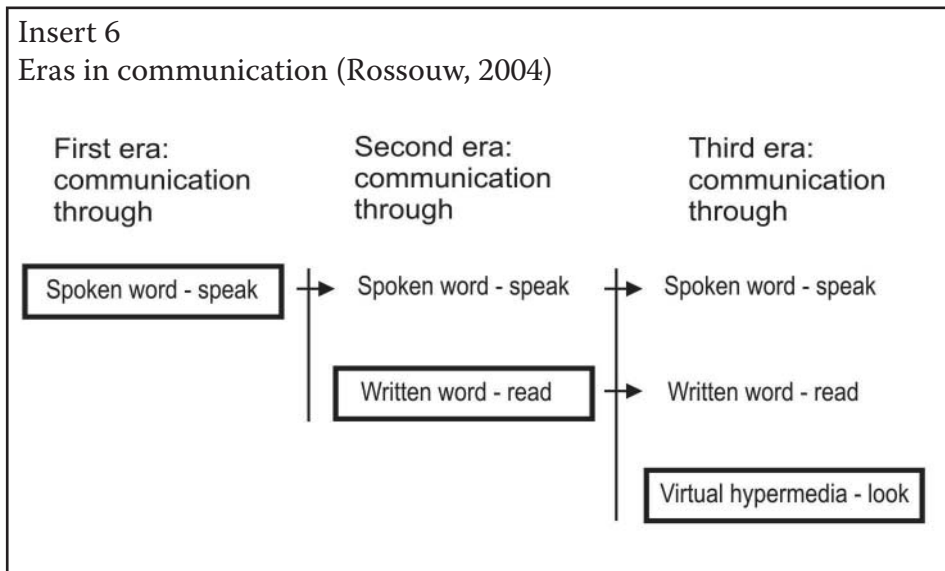 Insert 6
Eras in communication (Rossouw, 2004)
First era:
communication
through
Second era:
communication
through
Third era:
communication
through
Spoken word - speak
Spoken word - speak
Spoken word - speak
Written word - read
Written word - read
Virtual hypermedia - look